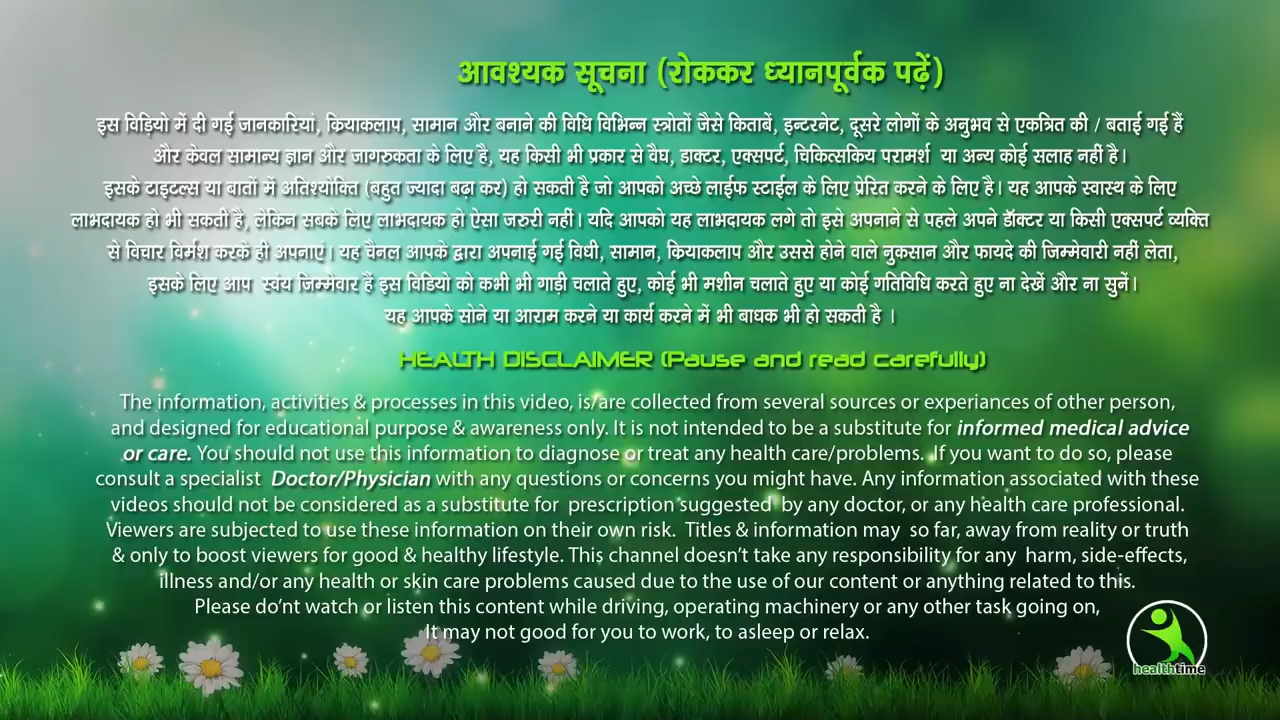 आवश्यक सूचना (रोककर ध्यानपूर्वक पढ़ें)
इस विडि़यो में दी गई जानकारियां, क्रियाकलाप, सामान और बनाने की विधि विभिन्न स्त्रोतों जैसे किताबें, इन्टरनेट, दूसरे लोगों के अनुभव से एकत्रित की / बताई गई हैं
और केवल सामान्य ज्ञान और जागरुकता के लिए है, यह किसी भी प्रकार से वैघ, डाक्टर, एक्सपर्ट, चिकित्सकिय परामर्श या अन्य कोई सलाह नहीं है।
इसके टाइटल्स या बातों में अतिश्योक्ति (बहुत ज्यादा बढ़ा कर) हो सकती है जो आपको अच्छे लाईफ स्टाईल के लिए प्रेरित करने के लिए है। यह आपके स्वास्थ के लिए
लाभदायक हो भी सकती है, लेकिन सबके लिए लाभदायक हो ऐसा जरुरी नहीं। यदि आपको यह लाभदायक लगे तो इसे अपनाने से पहले अपने डॉक्टर या किसी एक्सपर्ट व्यक्ति
से विचार विर्मश करके ही अपनाएं। यह चैनल आपके द्वारा अपनाई गई विधी, सामान, क्रियाकलाप और उससे होने वाले नुकसान और फायदे की जिम्मेवारी नहीं लेता,
इसके लिए आप स्वंय जिम्मेवार हैं इस विडियो को कभी भी गाड़ी चलाते हुए, कोई भी मशीन चलाते हुए या कोई गतिविधि करते हुए ना देखें और ना सुनें।
यह आपके सोने या आराम करने या कार्य करने में भी बाधक भी हो सकती है ।
HEALTH DISCLAIMER (Pause and read carefully)
The information, activities & processes in this video, is/are collected from several sources or experiances of other person,
and designed for educational purpose & awareness only. It is not intended to be a substitute for informed medical advice
or care. You should not use this information to diagnose or treat any health care/problems. If you want to do so, please
consult a specialist Doctor/Physician with any questions or concerns you might have. Any information associated with these
videos should not be considered as a substitute for prescription suggested by any doctor, or any health care professional.
Viewers are subjected to use these information on their own risk. Titles & information may so far, away from reality or truth
& only to boost viewers for good & healthy lifestyle. This channel doesn't take any responsibility for any harm, side-effects,
illness and/or any health or skin care problems caused due to the use of our content or anything related to this.
Please do'nt watch or listen this content while driving, operating machinery or any other task going on,
It may not good for you to work, to asleep or relax.
healthtime